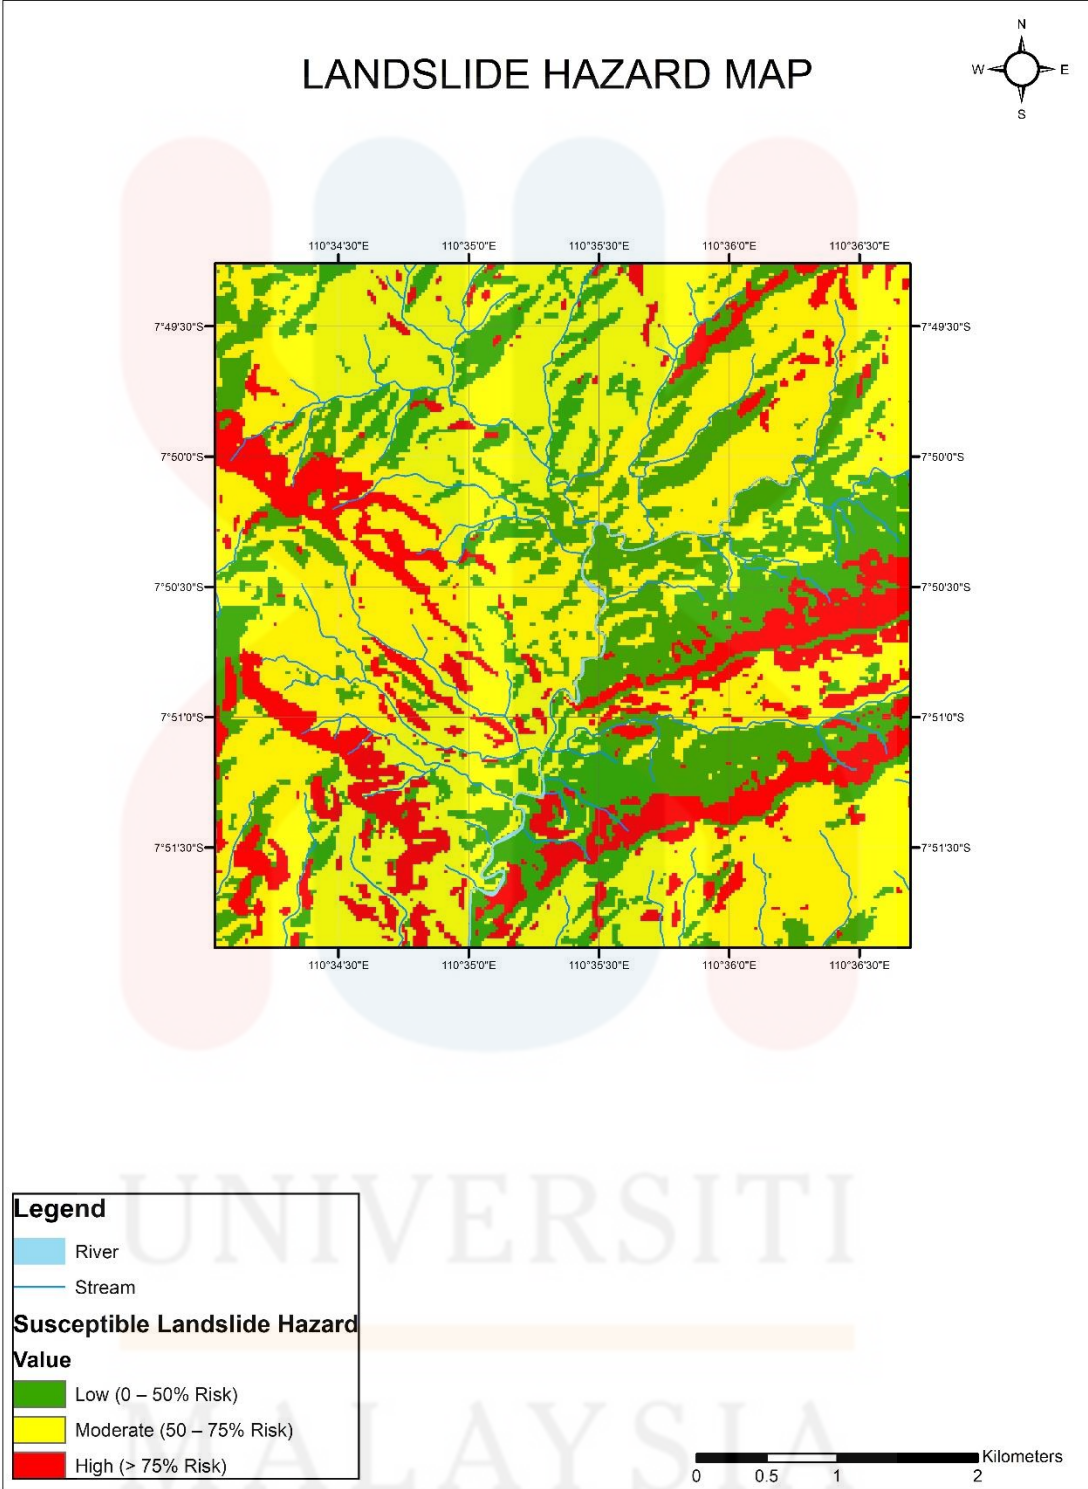 N
LANDSLIDE HAZARD MAP
W E
S
110°34'30"E 110°35'0"E 110°35'30"E 110°36'0"E 110°36'30"E
7°49'30"S 7°49'30"S
7°50'0"S 7°50'0"S
7°50'30"S 7°50'30"S
7°51'0"S 7°51'0"S
7°51'30"S 7°51'30"S
110°34'30"E 110°35'0"E 110°35'30"E 110°36'0"E 110°36'30"E
UNIVERSITI
Legend
River
Stream
Susceptible Landslide Hazard
Value
Low (0 – 50% Risk)
MALAYSIA
Moderate (50 – 75% Risk)
High (> 75% Risk)
Kilometers
0 0.5 1 2